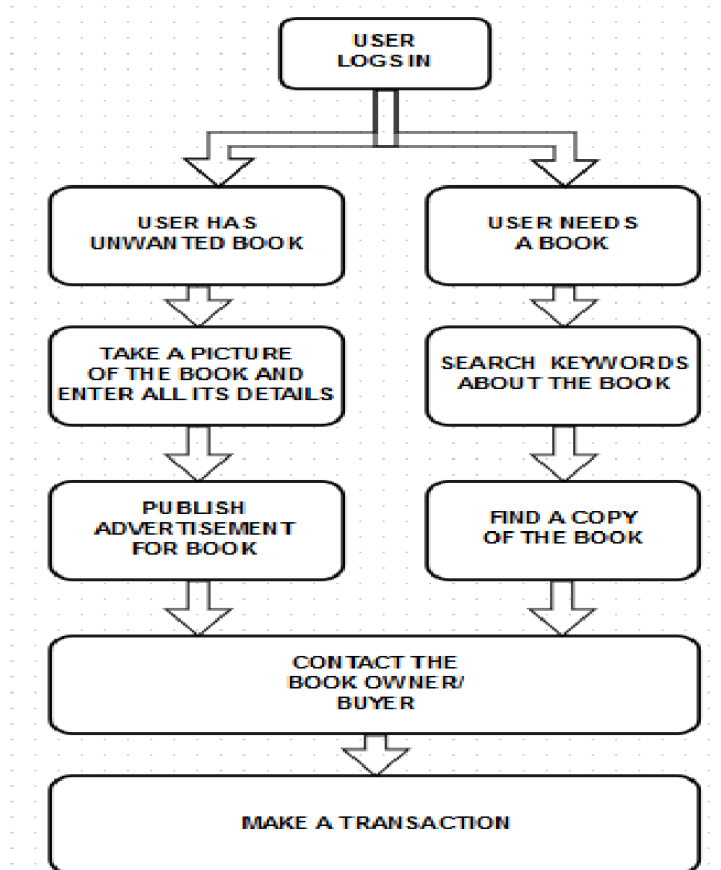 USER
LOGS IN
USER HAS
UNWANTED BOOK
TAKE A PICTURE
OF THE BOOK AND
ENTER ALL ITS DETAILS
PUBLISH
ADVERTISEMENT
FOR BOOK
USER NEEDS
A BOOK
SEARCH KEYWORDS
ABOUT THE BOOK
FIND A COPY
OF THE BOOK
CONTACT THE
BOOK OWNER/
BUYER
MAKE A TRANSACTION